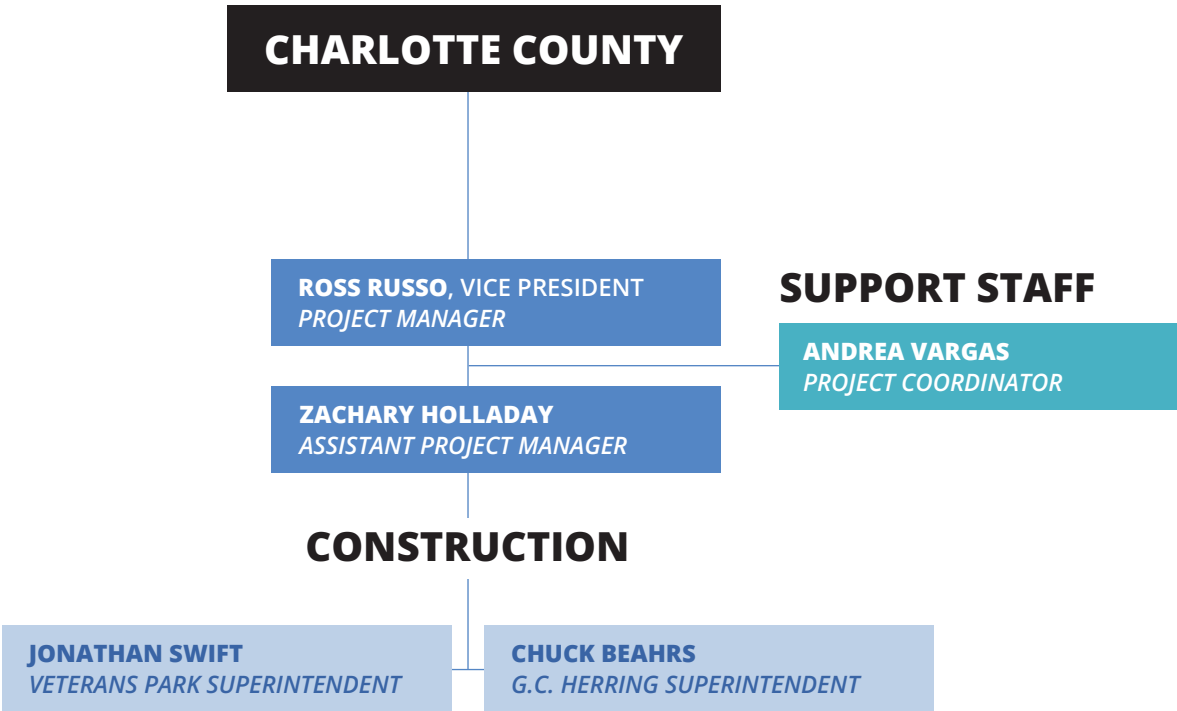 CHARLOTTE COUNTY
ROSS RUSSO, VICE PRESIDENT
PROJECT MANAGER
SUPPORT STAFF
ANDREA VARGAS
PROJECT COORDINATOR
ZACHARY HOLLADAY
ASSISTANT PROJECT MANAGER
CONSTRUCTION
JONATHAN SWIFT
VETERANS PARK SUPERINTENDENT
CHUCK BEAHRS
G.C. HERRING SUPERINTENDENT